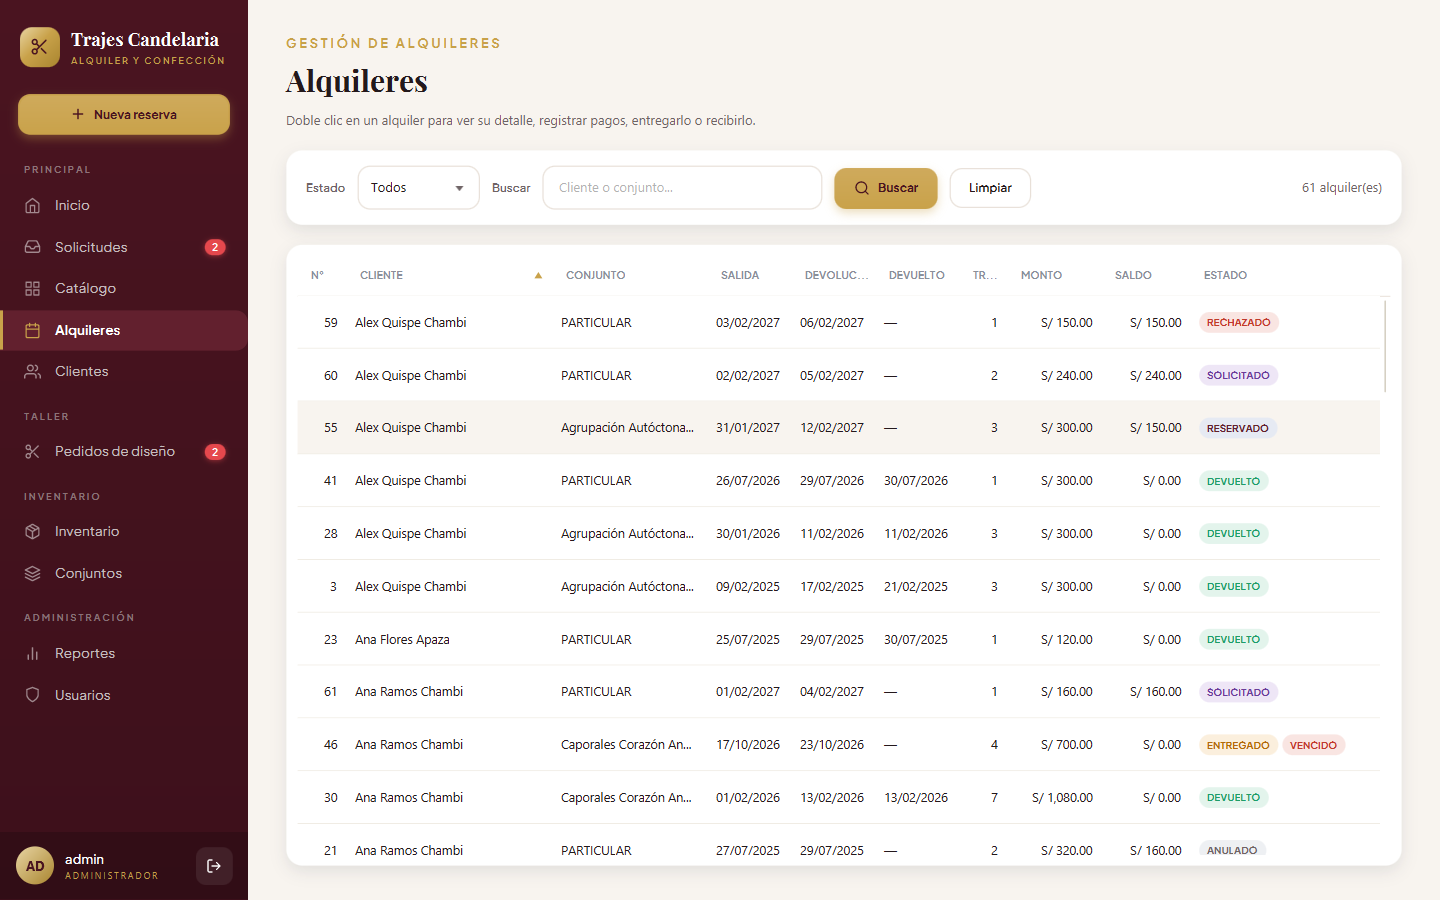 Trajes Candelaria
ALQUILER Y CONFECCIÓN
Nueva reserva
PRINCIPAL
Inicio
Solicitudes 2
Catálogo
Alquileres
Clientes
TALLER
Pedidos de diseño 2
INVENTARIO
Inventario
Conjuntos
ADMINISTRACIÓN
Reportes
Usuarios
AD
admin
ADMINISTRADOR
GESTIÓN DE ALQUILERES
Alquileres
Doble clic en un alquiler para ver su detalle, registrar pagos, entregarlo o recibirlo.
Estado Todos Buscar Cliente o conjunto... Buscar Limpiar 61 alquiler(es)
N° CLIENTE CONJUNTO SALIDA DEVOLUC... DEVUELTO TR... MONTO SALDO ESTADO
59 Alex Quispe Chambi PARTICULAR 03/02/2027 06/02/2027 — 1 S/ 150.00 S/ 150.00 RECHAZADO
60 Alex Quispe Chambi PARTICULAR 02/02/2027 05/02/2027 — 2 S/ 240.00 S/ 240.00 SOLICITADO
55 Alex Quispe Chambi Agrupación Autóctona... 31/01/2027 12/02/2027 — 3 S/ 300.00 S/ 150.00 RESERVADO
41 Alex Quispe Chambi PARTICULAR 26/07/2026 29/07/2026 30/07/2026 1 S/ 300.00 S/ 0.00 DEVUELTO
28 Alex Quispe Chambi Agrupación Autóctona... 30/01/2026 11/02/2026 11/02/2026 3 S/ 300.00 S/ 0.00 DEVUELTO
3 Alex Quispe Chambi Agrupación Autóctona... 09/02/2025 17/02/2025 21/02/2025 3 S/ 300.00 S/ 0.00 DEVUELTO
23 Ana Flores Apaza PARTICULAR 25/07/2025 29/07/2025 30/07/2025 1 S/ 120.00 S/ 0.00 DEVUELTO
61 Ana Ramos Chambi PARTICULAR 01/02/2027 04/02/2027 — 1 S/ 160.00 S/ 160.00 SOLICITADO
46 Ana Ramos Chambi Caporales Corazón An... 17/10/2026 23/10/2026 — 4 S/ 700.00 S/ 0.00 ENTREGADO VENCIDO
30 Ana Ramos Chambi Caporales Corazón An... 01/02/2026 13/02/2026 13/02/2026 7 S/ 1,080.00 S/ 0.00 DEVUELTO
21 Ana Ramos Chambi PARTICULAR 27/07/2025 29/07/2025 — 2 S/ 320.00 S/ 160.00 ANULADO